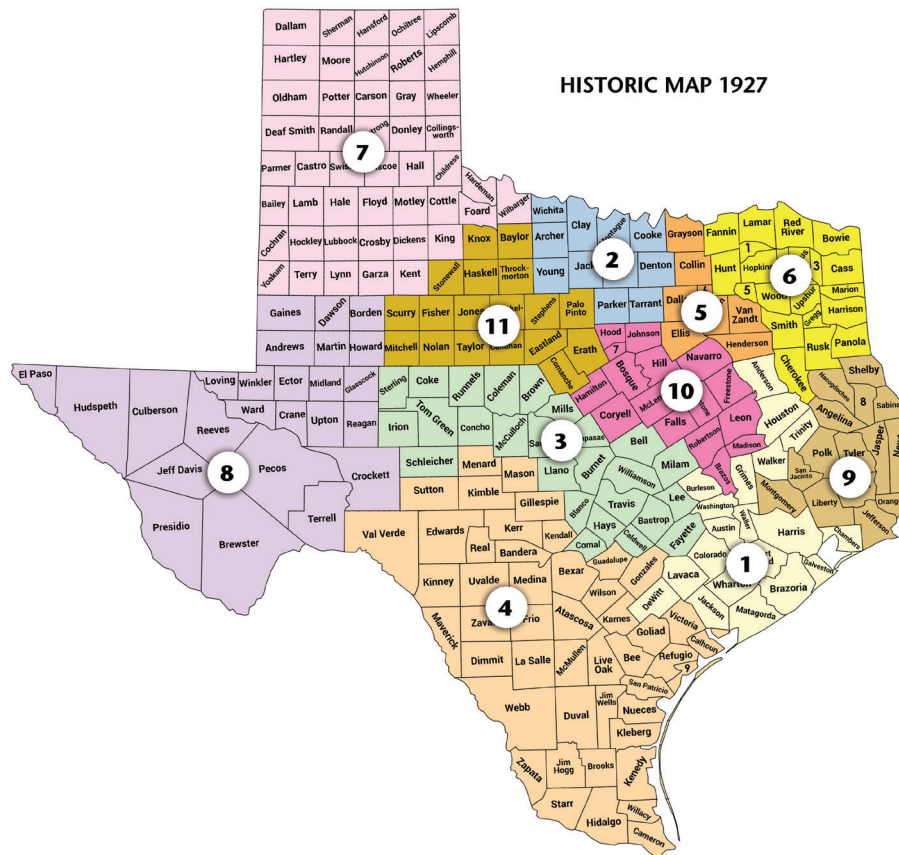 HISTORIC MAP 1927
Dallam
Sherman
Hansford
Ochiltree
Lipscomb
Hartley
Moore
Hutchinson
Roberts
Hemphill
Oldham
Potter
Carson
Gray
Wheeler
Deaf Smith
Randall
Donley
Collings-
worth
7
Parmer
Castro
Hall
Childress
Bailey
Lamb
Hale
Floyd
Motley
Cottle
Hardeman
Foard
Wilbarger
Cochran
Hockley
Lubbock
Crosby
Dickens
King
Yoakum
Terry
Lynn
Garza
Kent
Wichita
Clay
Cooke
Grayson
Archer
Young
Denton
Collin
2
Parker
Tarrant
Fannin
Lamar
Red
River
Bowie
1
Hunt
3
Cass
6
5
Wood
Upshur
Marion
Gregg
Harrison
Smith
Rusk
Panola
Cherokee
5
Van
Zandt
Ellis
Henderson
Knox
Baylor
Stonewall
Haskell
Throck-
morton
Scurry
Fisher
Jones
Stephens
Palo
Pinto
11
Mitchell
Nolan
Taylor
Eastland
Erath
Comanche
Gaines
Dawson
Borden
Andrews
Martin
Howard
El Paso
Hudspeth
Culberson
Loving
Winkler
Ector
Midland
Glasscock
Reeves
Ward
Crane
Upton
Reagan
Jeff Davis
8
Pecos
Crockett
Presidio
Brewster
Terrell
Hood
Johnson
7
Hill
Navarro
Bosque
Hamilton
10
Freestone
Coryell
Falls
Leon
Robertson
Madison
Brazos
Sterling
Coke
Runnels
Coleman
Brown
Mills
Irion
Tom Green
Concho
McCulloch
3
Schleicher
Llano
Burnet
Bell
Williamson
Milam
Blanco
Travis
Lee
Hays
Bastrop
Comal
Caldwell
Fayette
Anderson
Houston
Trinity
Walker
Grimes
Burleson
Washington
Waller
Austin
Harris
Colorado
1
Chambers
Galveston
Lavaca
Wharton
Brazoria
DeWitt
Jackson
Matagorda
Shelby
Nacogdoches
8
Sabine
Angelina
Polk
Tyler
Jasper
San
Jacinto
9
Montgomery
Liberty
Jefferson
Menard
Mason
Sutton
Kimble
Gillespie
Val Verde
Edwards
Kerr
Kendall
Real
Bandera
Kinney
Uvalde
Medina
Bexar
Guadalupe
Gonzales
Wilson
4
Maverick
Atascosa
Karnes
Goliad
Victoria
Calhoun
Dimmit
La Salle
McMullen
Live
Oak
Bee
Refugio
9
San Patricio
Webb
Duval
Jim
Wells
Nueces
Kleberg
Zapata
Jim
Hogg
Brooks
Kenedy
Starr
Hidalgo
Willacy
Cameron